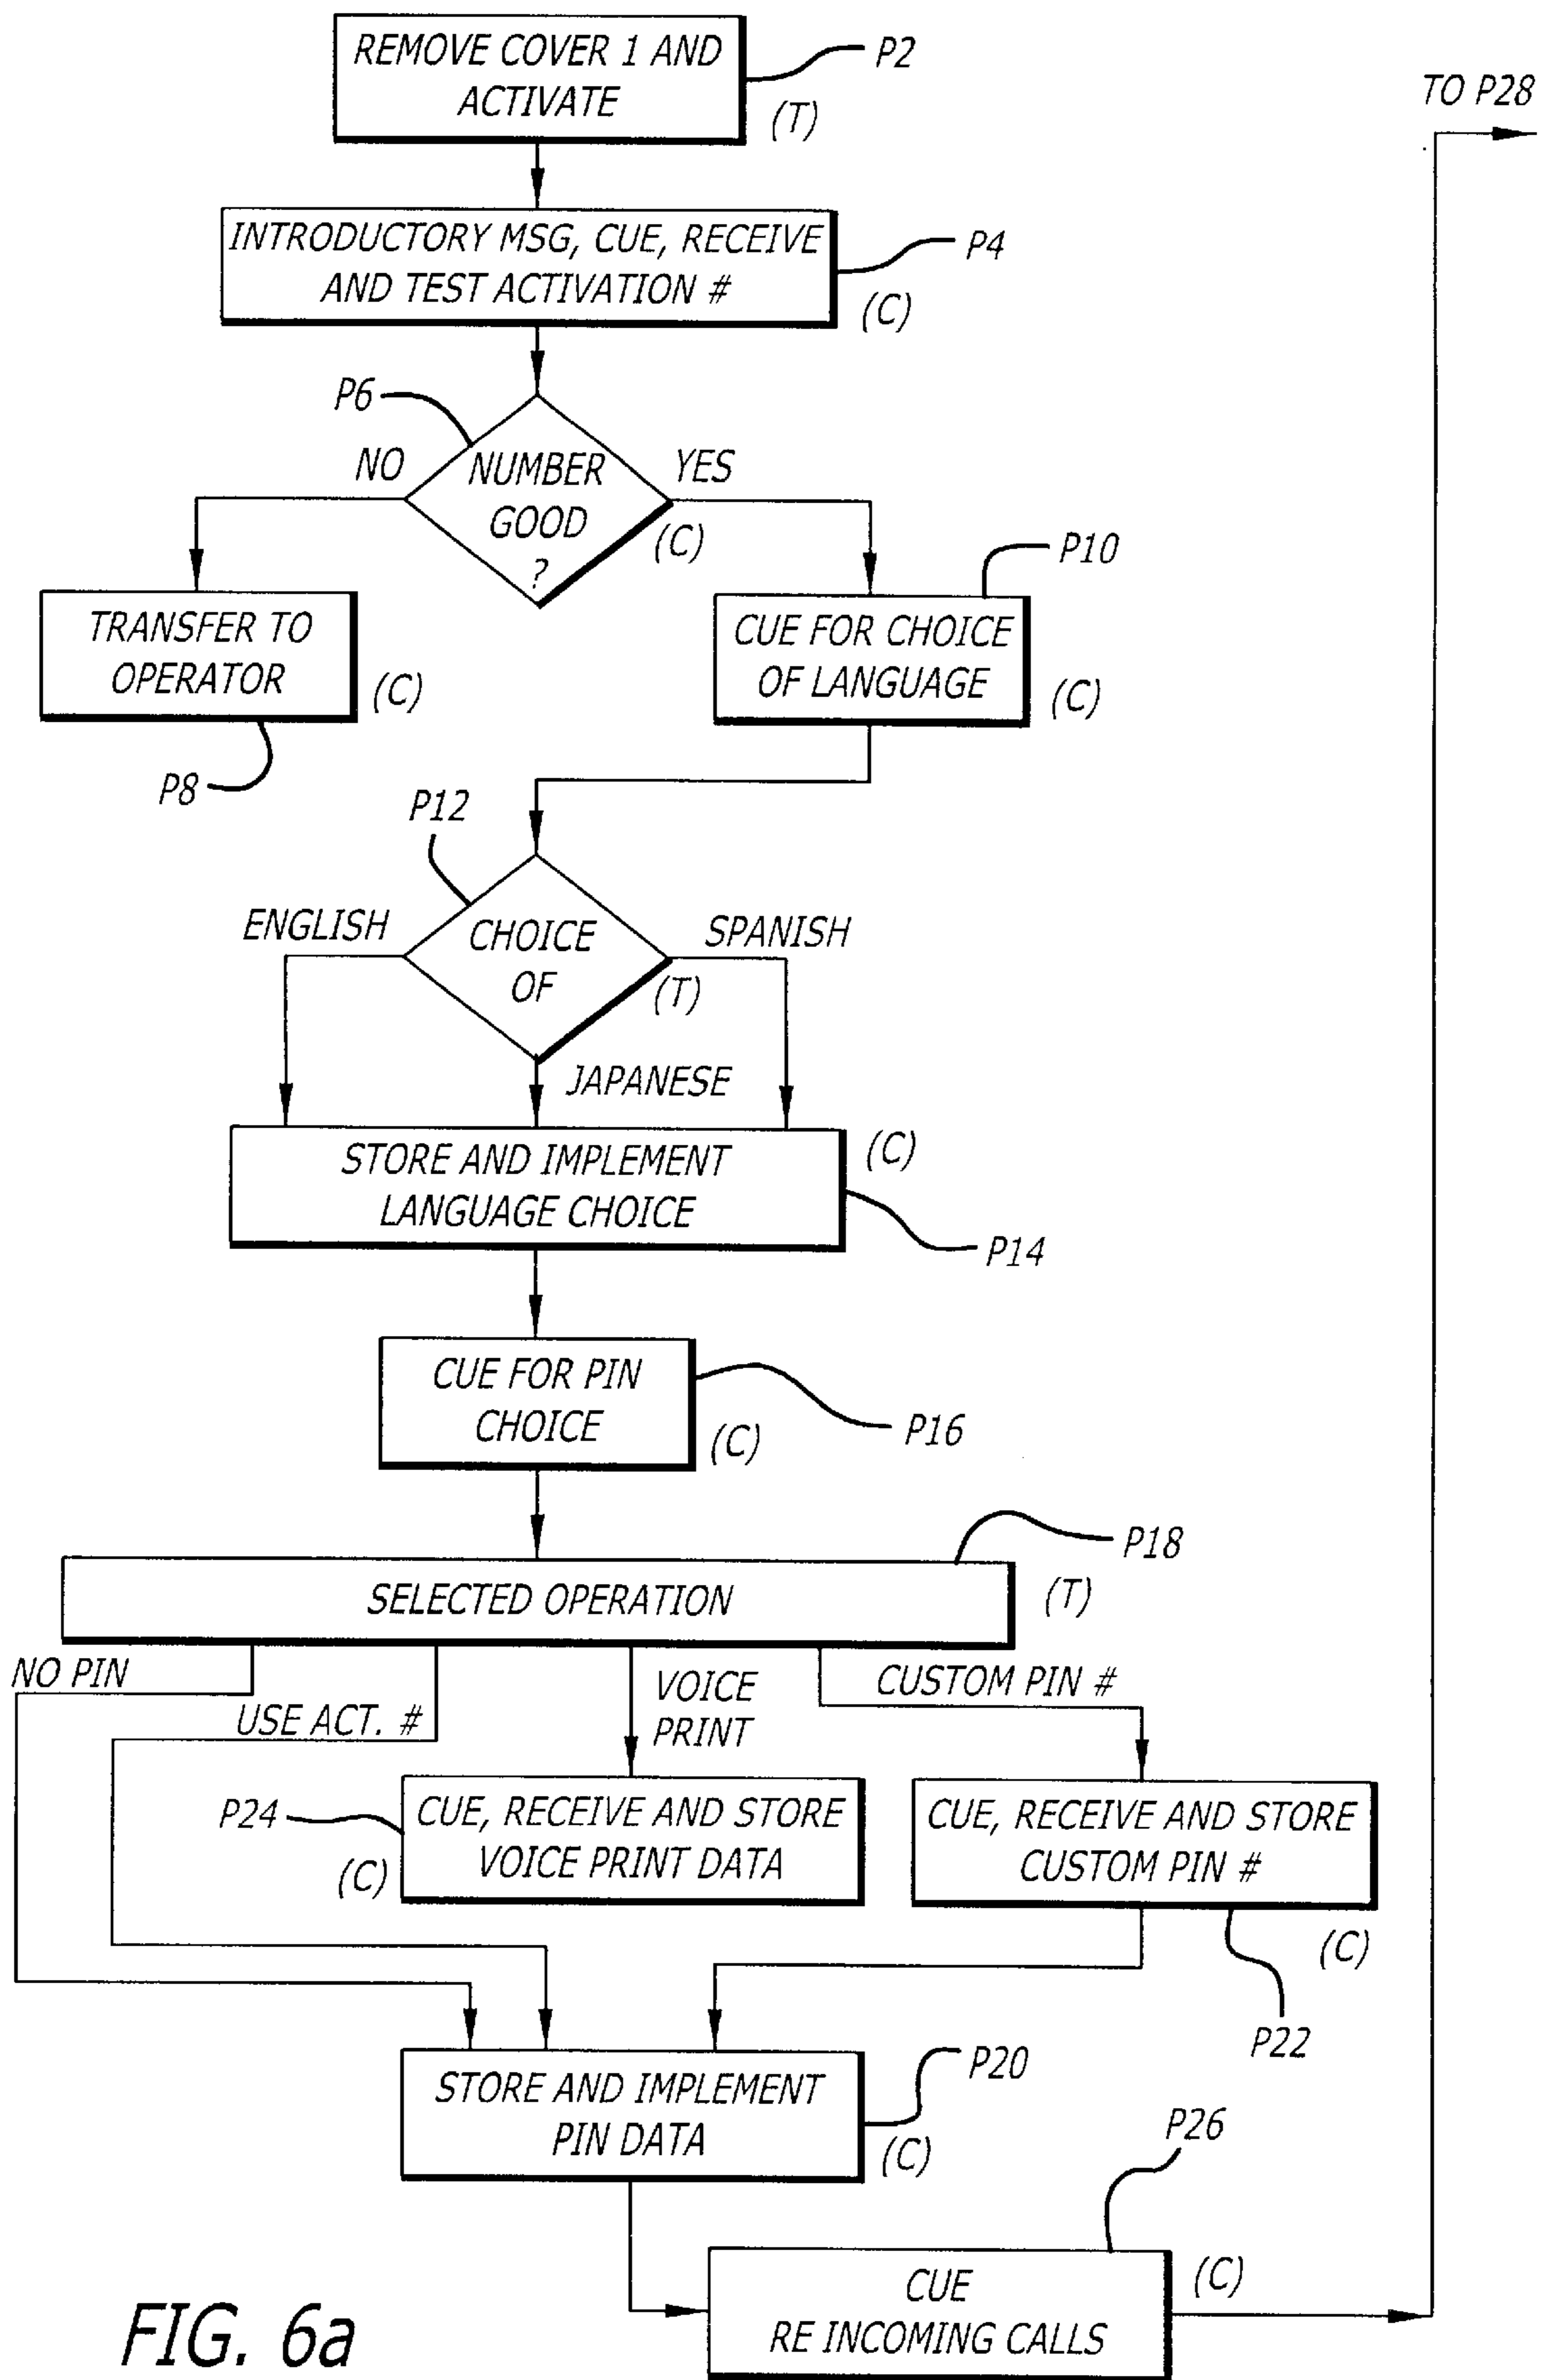 REMOVE COVER 1 AND
ACTIVATE
P2
(T)
TO P28
INTRODUCTORY MSG, CUE, RECEIVE
AND TEST ACTIVATION #
P4
(C)
P6
NO
NUMBER
GOOD
?
YES
(C)
P10
TRANSFER TO
OPERATOR
(C)
P8
CUE FOR CHOICE
OF LANGUAGE
(C)
P12
ENGLISH
CHOICE
OF
SPANISH
(T)
JAPANESE
STORE AND IMPLEMENT
LANGUAGE CHOICE
(C)
P14
CUE FOR PIN
CHOICE
(C)
P16
P18
SELECTED OPERATION
(T)
NO PIN
USE ACT. #
VOICE
PRINT
CUSTOM PIN #
P24
CUE, RECEIVE AND STORE
VOICE PRINT DATA
(C)
CUE, RECEIVE AND STORE
CUSTOM PIN #
(C)
P22
STORE AND IMPLEMENT
PIN DATA
P20
(C)
P26
CUE
RE INCOMING CALLS
(C)
FIG. 6a